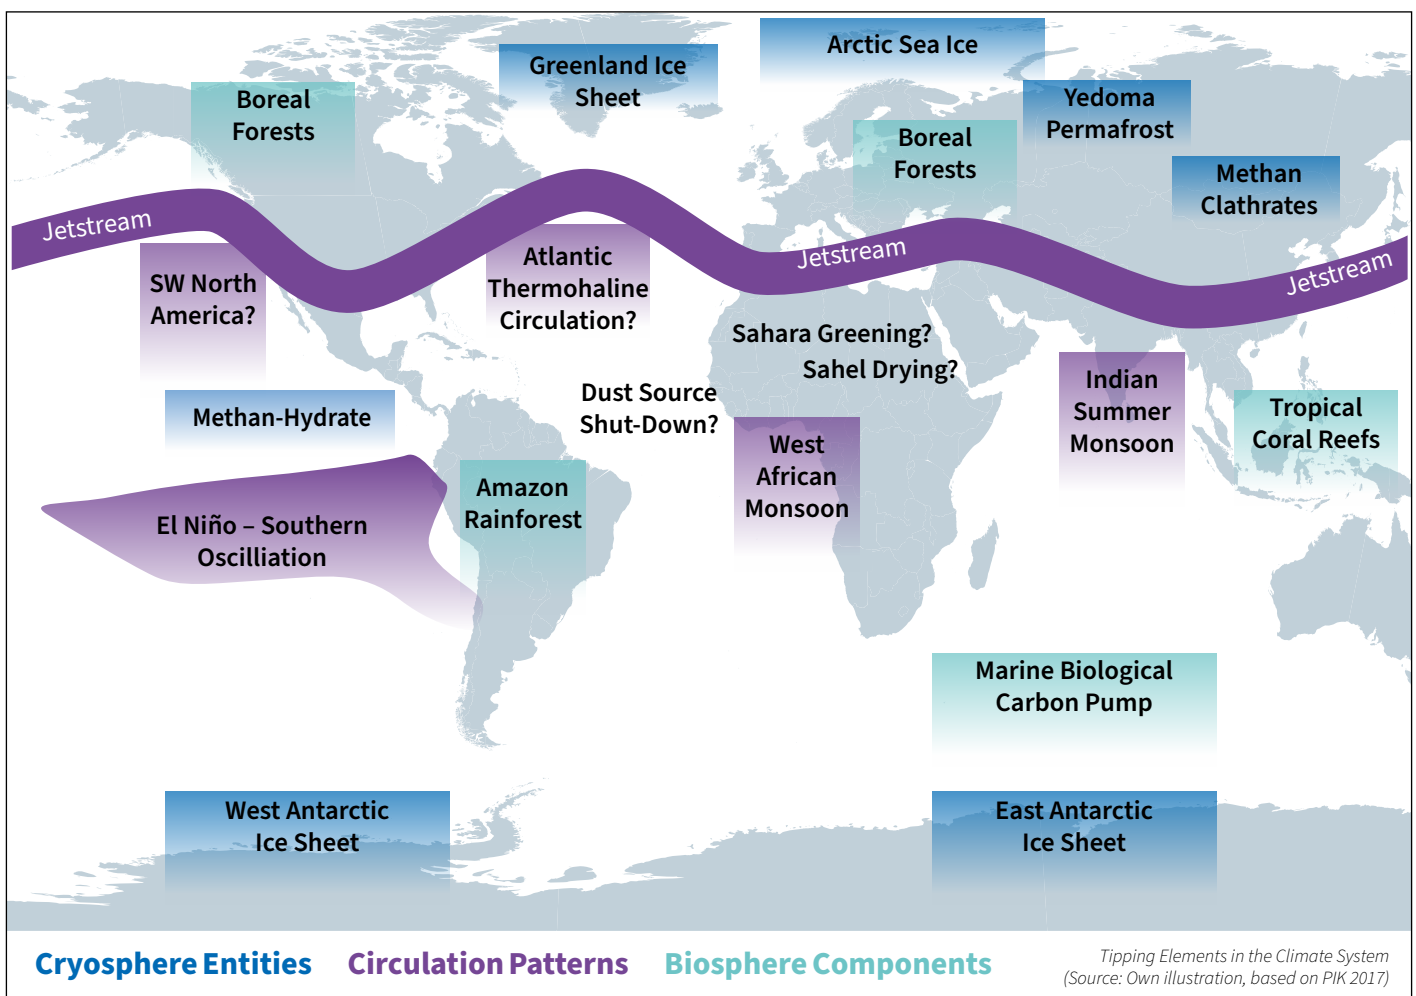 Arctic Sea Ice
Greenland Ice
Sheet
Boreal
Forests
Yedoma
Permafrost
Boreal
Forests
Methan
Clathrates
Jetstream
Jetstream
Jetstream
SW North
America?
Atlantic
Thermohaline
Circulation?
Sahara Greening?
Sahel Drying?
Dust Source
Shut-Down?
Indian
Summer
Monsoon
Methan-Hydrate
Tropical
Coral Reefs
West
African
Monsoon
Amazon
Rainforest
El Niño – Southern
Oscilliation
Marine Biological
Carbon Pump
West Antarctic
Ice Sheet
East Antarctic
Ice Sheet
Cryosphere Entities
Circulation Patterns
Biosphere Components
Tipping Elements in the Climate System
(Source: Own illustration, based on PIK 2017)